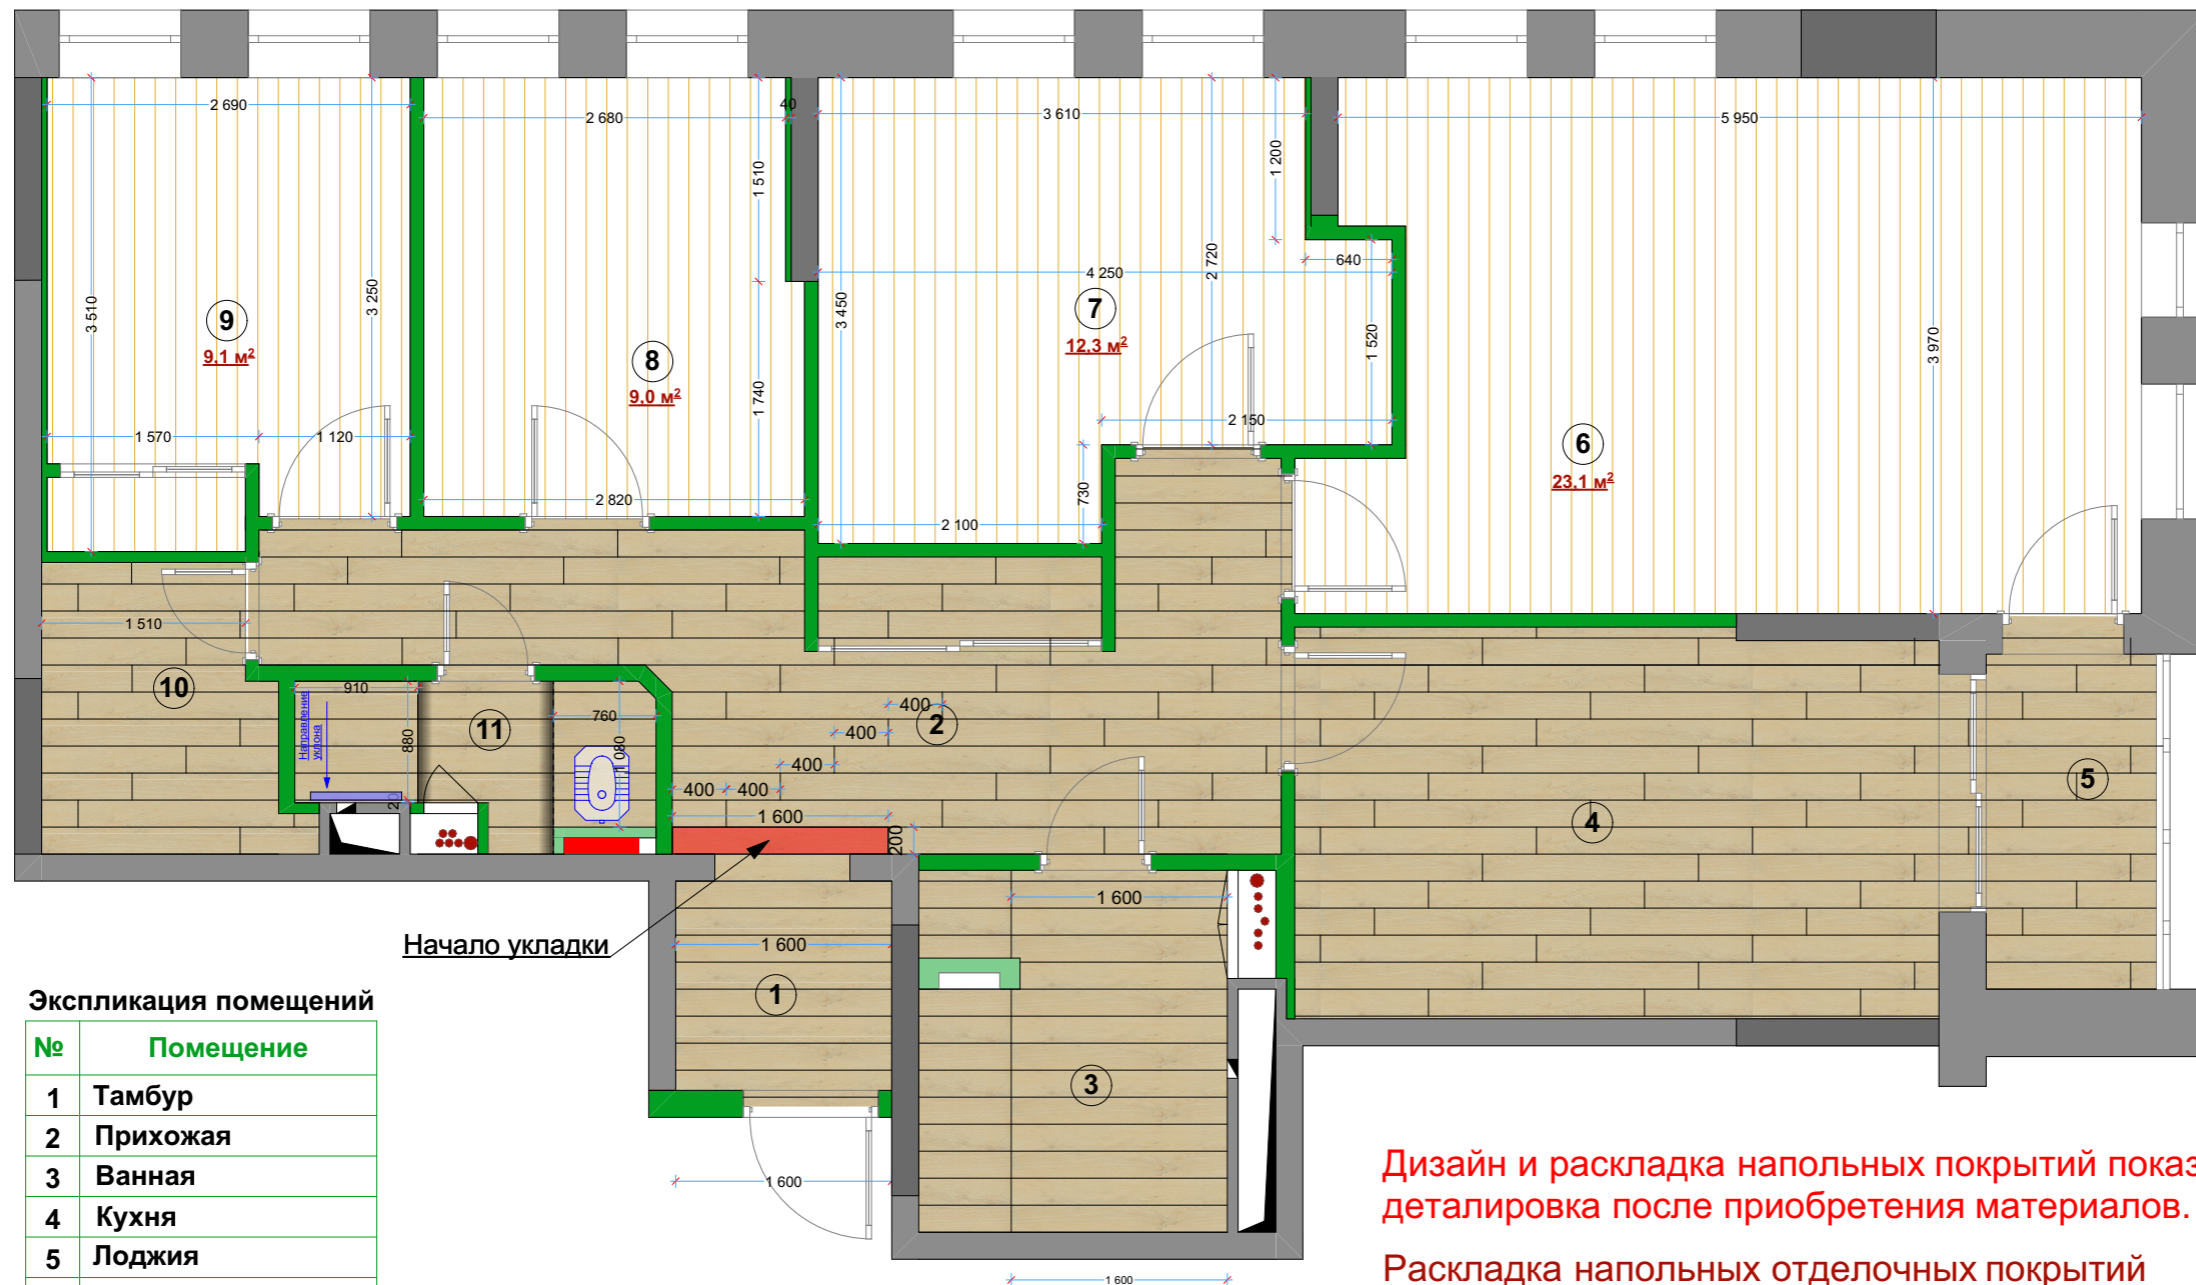 2 690
2 680
40
3 610
5 950
3 510
3 250
1 510
3 450
2 720
1 200
3 970
4 250
640
9
9,1 м²
8
9,0 м²
7
12,3 м²
1 520
1 740
6
23,1 м²
1 570
1 120
2 150
2 820
2 100
730
1 510
10
910
Направление
уклона
880
20
11
760
1 080
400
2
400
400
400
400
1 600
200
4
5
Начало укладки
1 600
1 600
1
3
1 600
1 600
Экспликация помещений
№ Помещение
1 Тамбур
2 Прихожая
3 Ванная
4 Кухня
5 Лоджия
Дизайн и раскладка напольных покрытий показ
деталировка после приобретения материалов.
Раскладка напольных отделочных покрытий